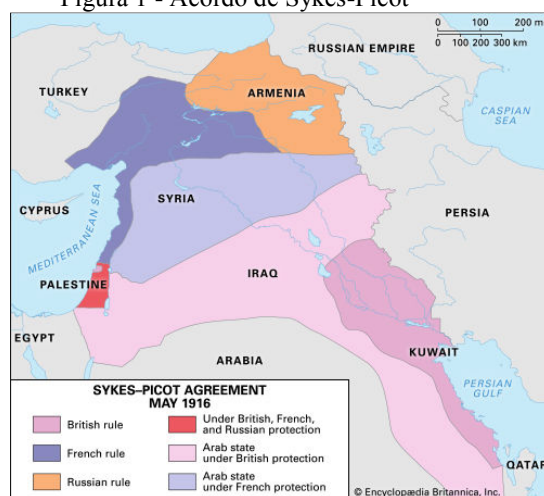 Figura 1 - Acordo de Sykes-Picot
0 100 200 m
0 100 200 300 km
RUSSIAN EMPIRE
TURKEY
ARMENIA
CASPIAN
SEA
MEDITERRANEAN SEA
SYRIA
CYPRUS
PERSIA
IRAQ
PALESTINE
EGYPT
ARABIA
KUWAIT
PERSIAN
GULF
QATAR
SYKES–PICOT AGREEMENT
MAY 1916
British rule
Under British, French,
and Russian protection
French rule
Arab state
under British protection
Russian rule
Arab state
under French protection
© Encyclopædia Britannica, Inc.